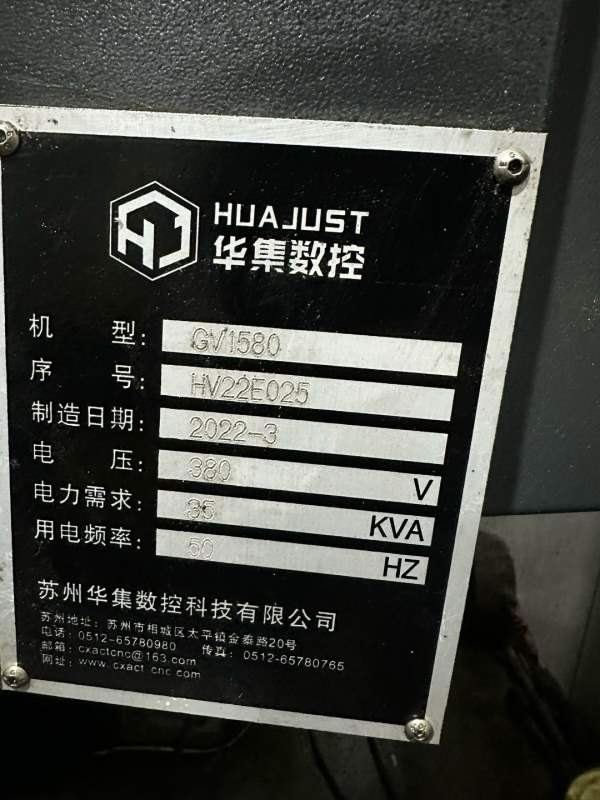 HUAJUST
华集数控
机 型: GV1580
序 号: HV22E025
制造日期: 2022-3
电 压: 380 V
电力需求: 35 KVA
用电频率: 50 HZ
苏州华集数控科技有限公司
苏州地址: 苏州市相城区太平镇金泰路20号
电话: 0512-65780980 传真: 0512-65780765
邮箱: cxactcnc@163.com
网址: www.cxact-cnc.com